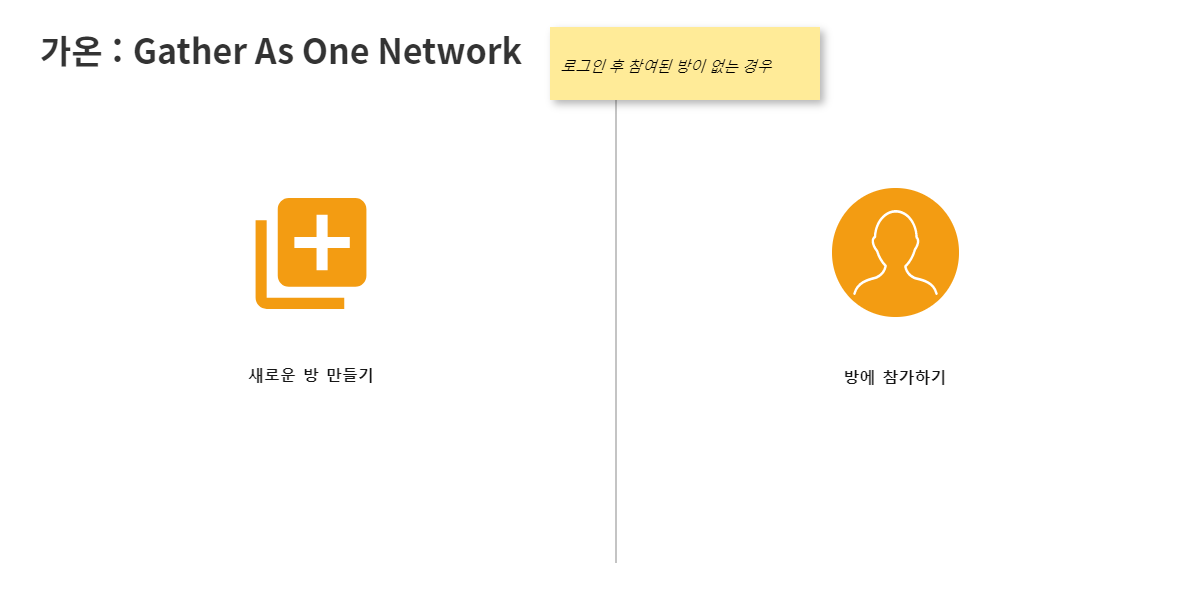 가온 : Gather As One Network
로그인 후 참여된 방이 없는 경우
새로운 방 만들기
방에 참가하기